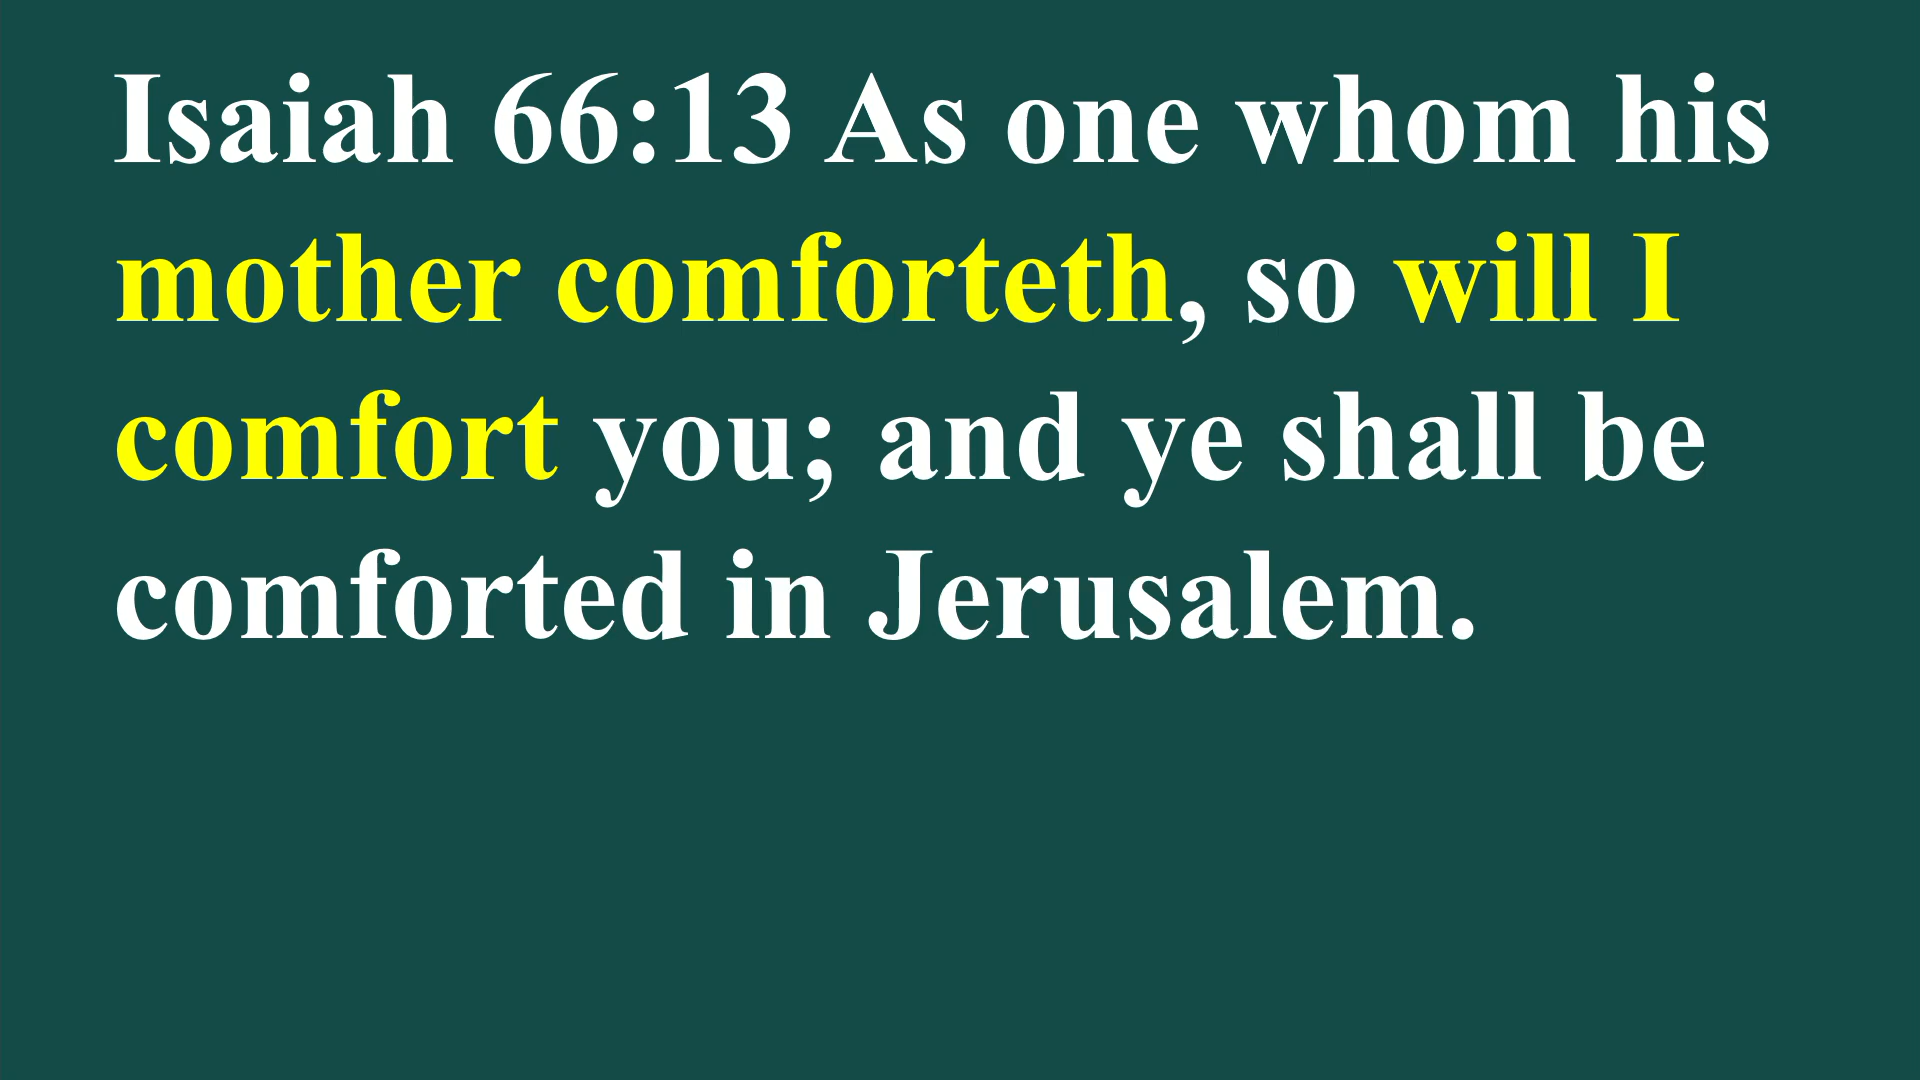 Isaiah 66:13 As one whom his
mother comforteth, so will I
comfort you; and ye shall be
comforted in Jerusalem.